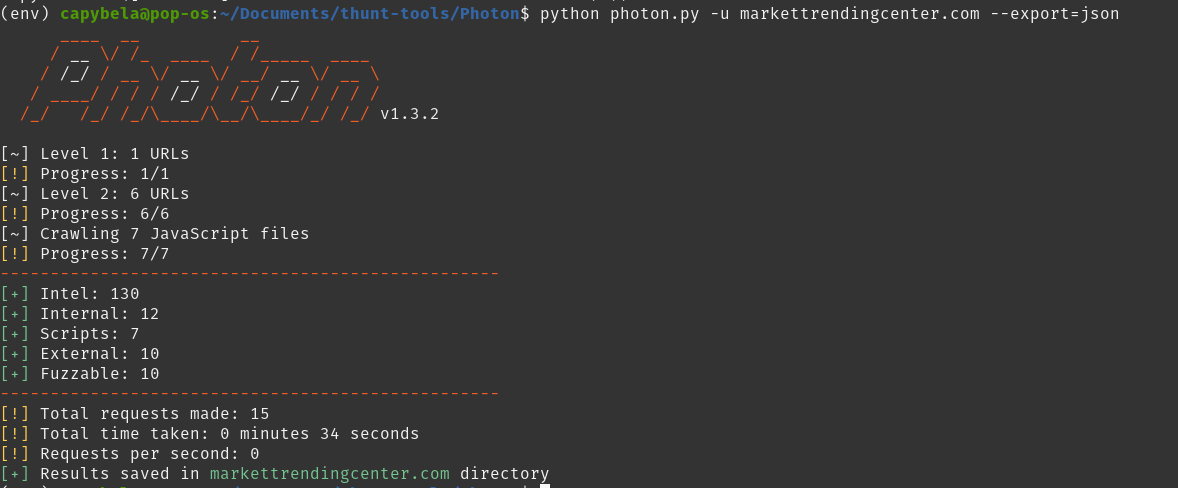 (env) capybela@pop-os:~/Documents/thunt-tools/Photon$ python photon.py -u markettrendingcenter.com --export=json
Photon
v1.3.2
[~] Level 1: 1 URLs
[!] Progress: 1/1
[~] Level 2: 6 URLs
[!] Progress: 6/6
[~] Crawling 7 JavaScript files
[!] Progress: 7/7
--------------------------------------------------
[+] Intel: 130
[+] Internal: 12
[+] Scripts: 7
[+] External: 10
[+] Fuzzable: 10
--------------------------------------------------
[!] Total requests made: 15
[!] Total time taken: 0 minutes 34 seconds
[!] Requests per second: 0
[+] Results saved in markettrendingcenter.com directory